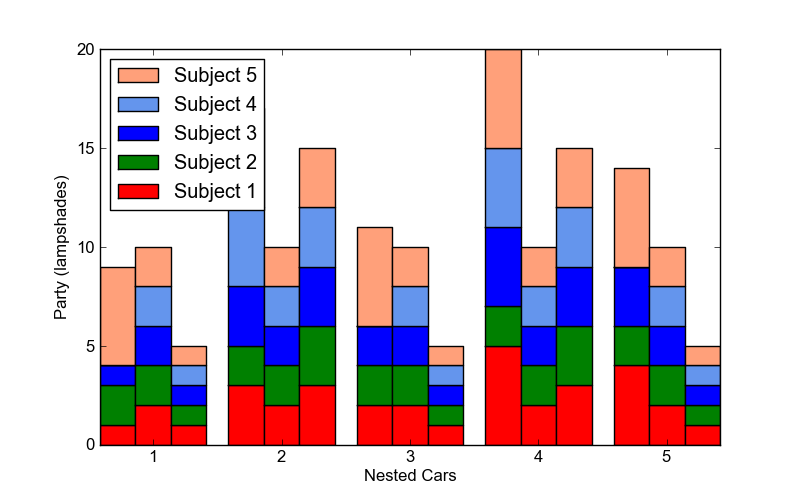 20
15
10
5
0
Party (lampshades)
Subject 5
Subject 4
Subject 3
Subject 2
Subject 1
1 2 3 4 5
Nested Cars